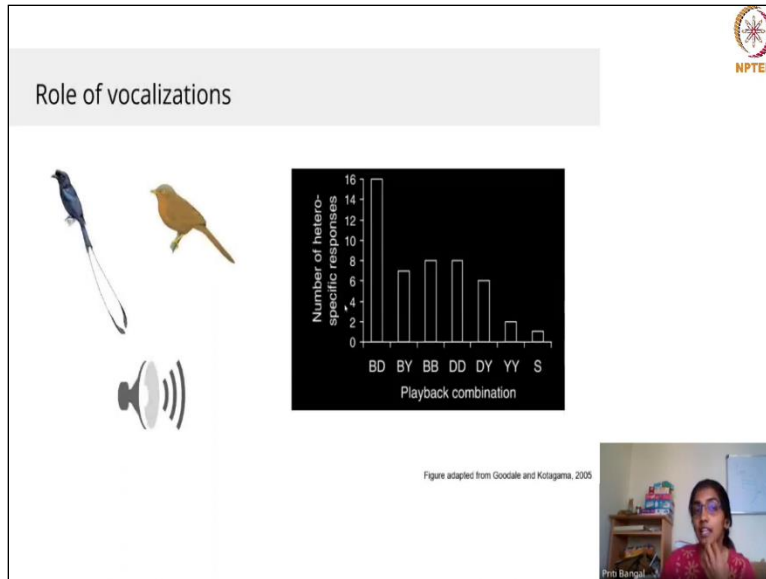 NPTEL
Role of vocalizations
Number of hetero-
specific responses
16
14
12
10
8
6
4
2
0
BD BY BB DD DY YY S
Playback combination
Figure adapted from Goodale and Kotagama, 2005
Priti Bangal